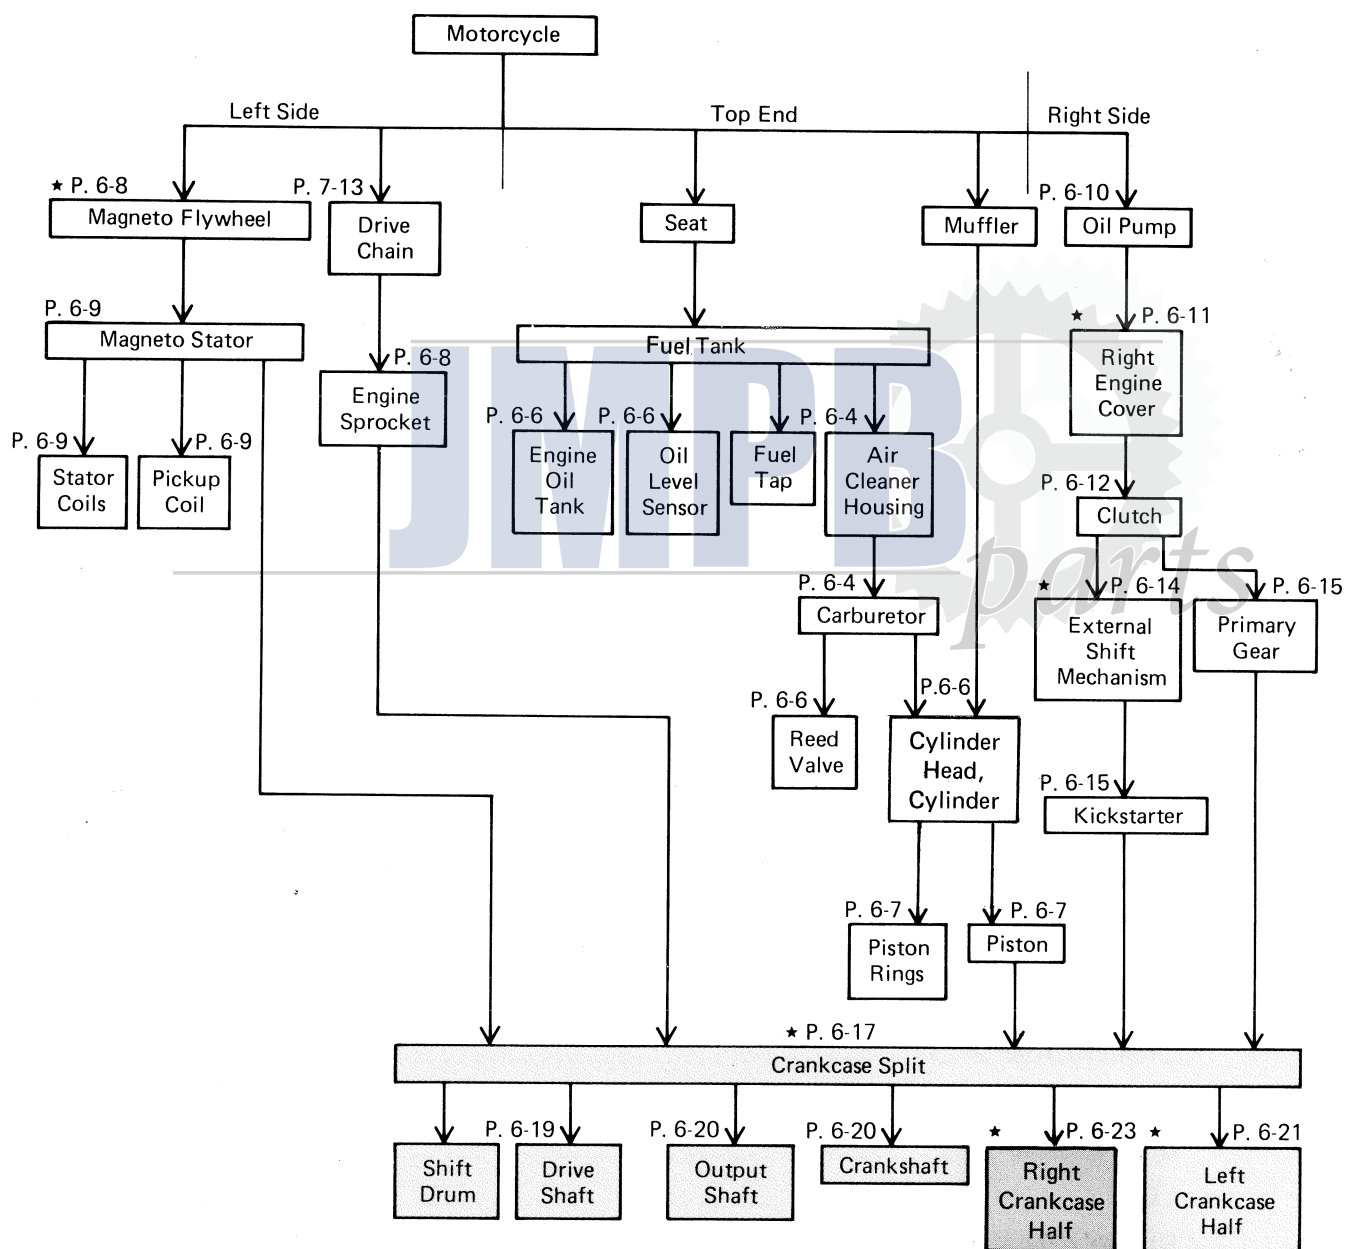 Motorcycle
Left Side
Top End
Right Side
★ P. 6-8
Magneto Flywheel
P. 7-13
Drive
Chain
Seat
Muffler
P. 6-10
Oil Pump
P. 6-9
Magneto Stator
P. 6-8
Engine
Sprocket
Fuel Tank
★ P. 6-11
Right
Engine
Cover
P. 6-9
Stator
Coils
P. 6-9
Pickup
Coil
P. 6-6
Engine
Oil
Tank
P. 6-6
Oil
Level
Sensor
Fuel
Tap
P. 6-4
Air
Cleaner
Housing
P. 6-12
Clutch
JMPB
parts
P. 6-4
Carburetor
★ P. 6-14
External
Shift
Mechanism
P. 6-15
Primary
Gear
P. 6-6
Reed
Valve
P.6-6
Cylinder
Head,
Cylinder
P. 6-15
Kickstarter
P. 6-7
Piston
Rings
P. 6-7
Piston
★ P. 6-17
Crankcase Split
Shift
Drum
P. 6-19
Drive
Shaft
P. 6-20
Output
Shaft
P. 6-20
Crankshaft
★ P. 6-23
Right
Crankcase
Half
★ P. 6-21
Left
Crankcase
Half